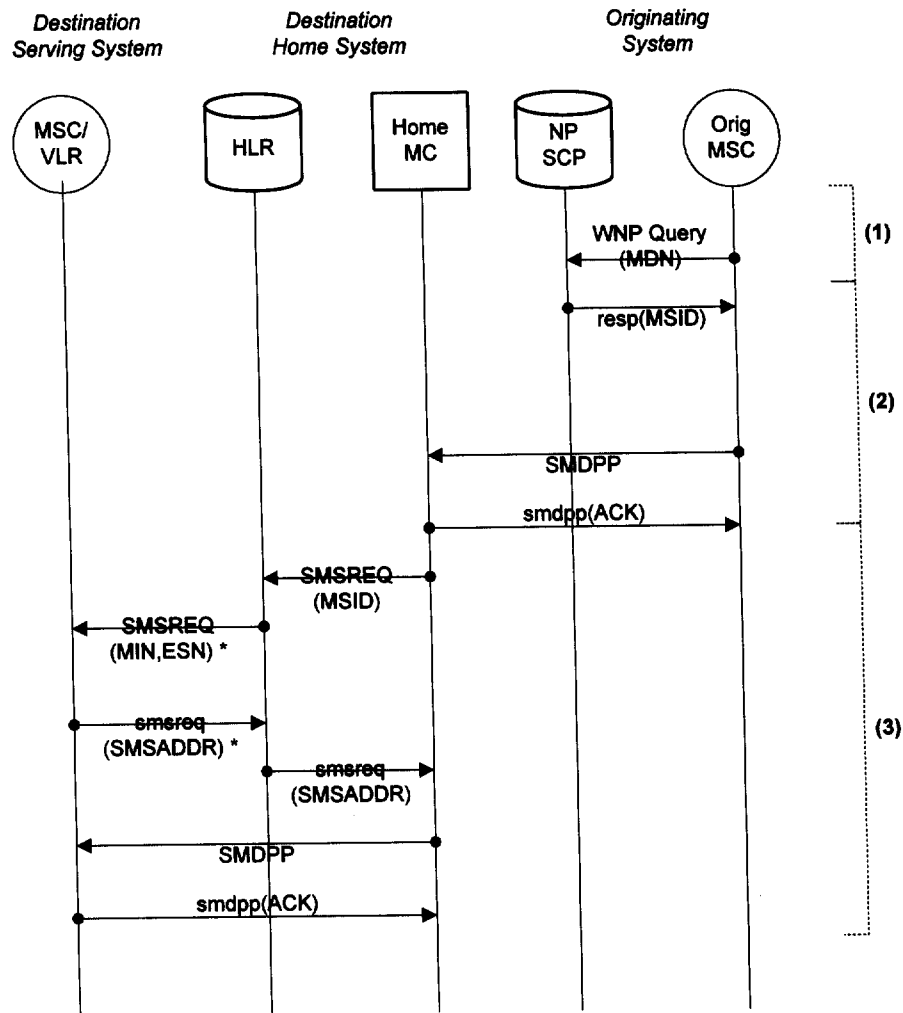 Destination
Serving System
Destination
Home System
Originating
System
MSC/
VLR
HLR
Home
MC
NP
SCP
Orig
MSC
WNP Query
(MDN)
(1)
resp(MSID)
(2)
SMDPP
smdpp(ACK)
SMSREQ
(MSID)
SMSREQ
(MIN,ESN) *
smsreq
(SMSADDR) *
(3)
smsreq
(SMSADDR)
SMDPP
smdpp(ACK)